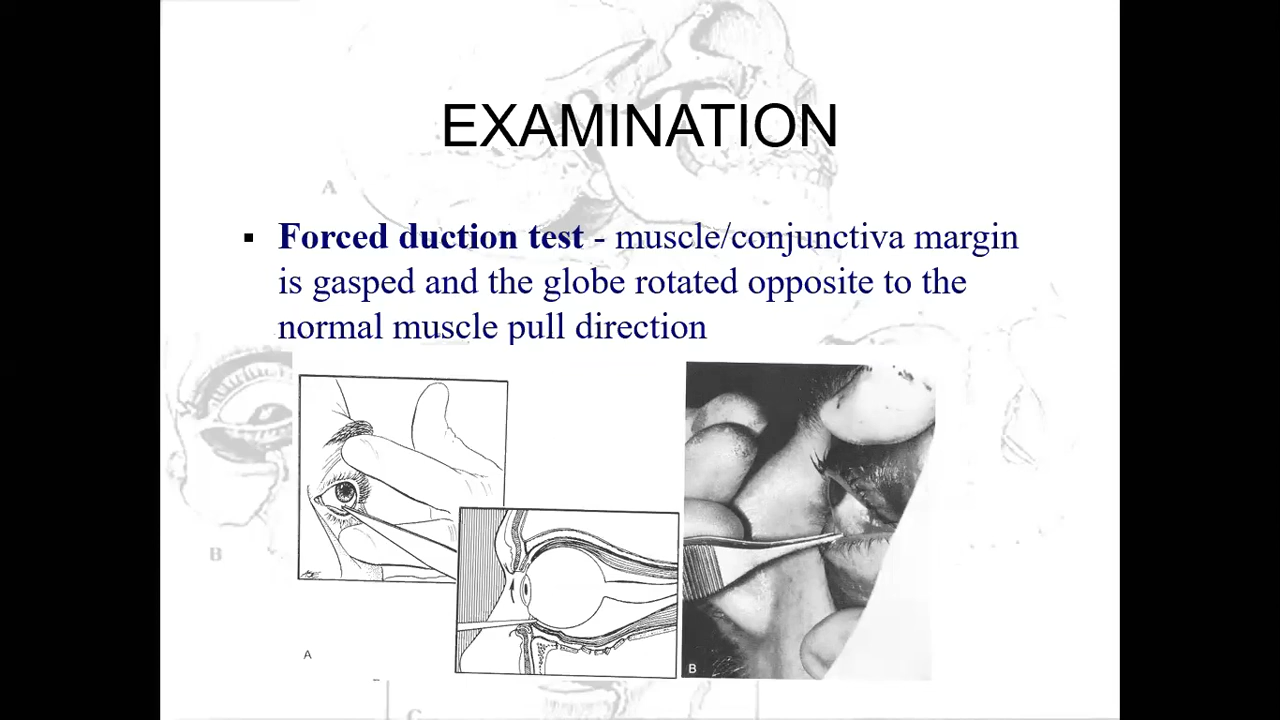 EXAMINATION
A
▪ Forced duction test - muscle/conjunctiva margin
is gasped and the globe rotated opposite to the
normal muscle pull direction
B
A
B
C